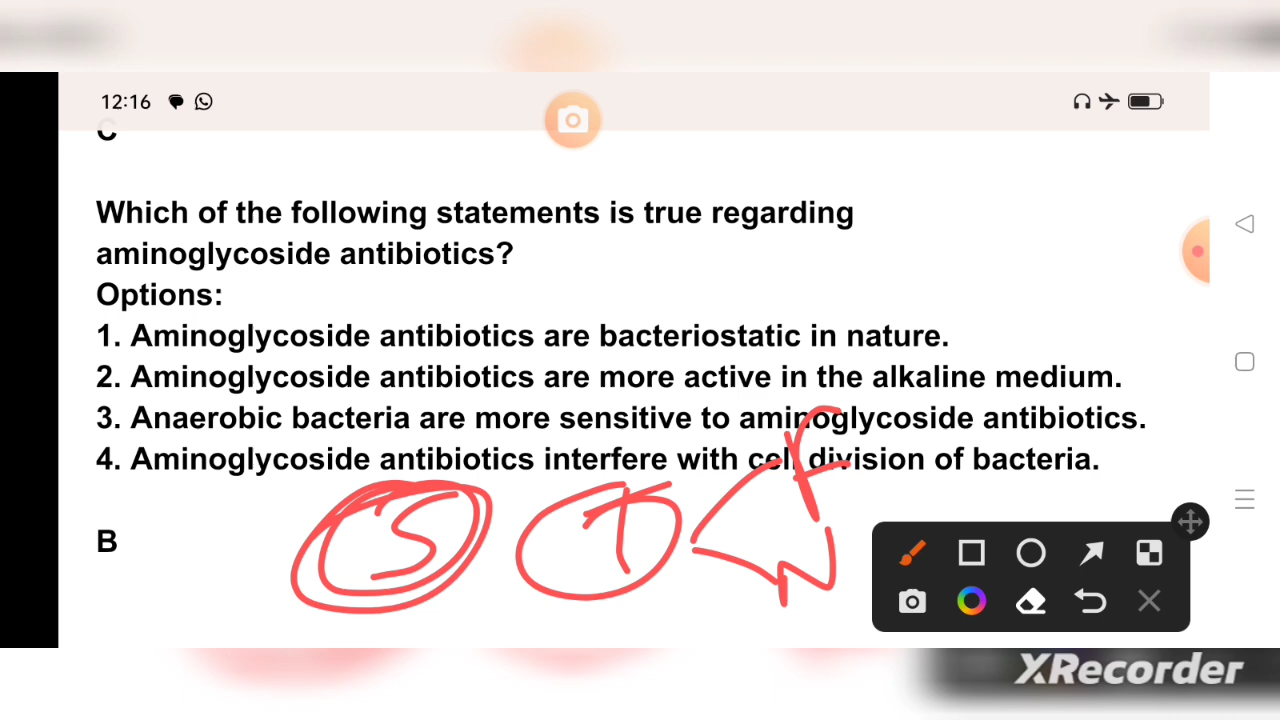 12:16
C
Which of the following statements is true regarding
aminoglycoside antibiotics?
Options:
1. Aminoglycoside antibiotics are bacteriostatic in nature.
2. Aminoglycoside antibiotics are more active in the alkaline medium.
3. Anaerobic bacteria are more sensitive to aminoglycoside antibiotics.
4. Aminoglycoside antibiotics interfere with cell division of bacteria.
B
S T
XRecorder